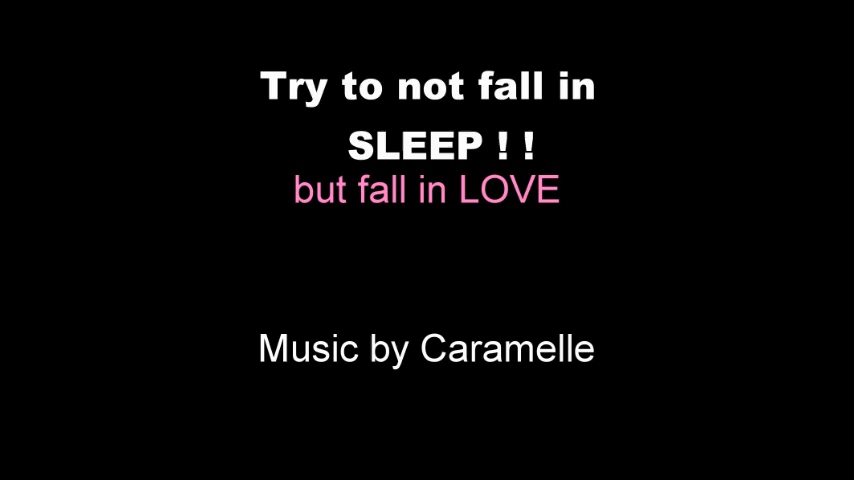 Try to not fall in
SLEEP ! !
but fall in LOVE
Music by Caramelle